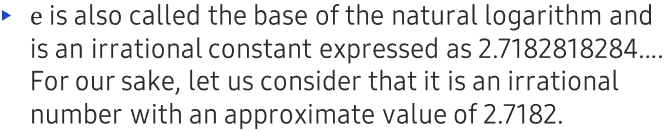 e is also called the base of the natural logarithm and
is an irrational constant expressed as 2.7182818284....
For our sake, let us consider that it is an irrational
number with an approximate value of 2.7182.